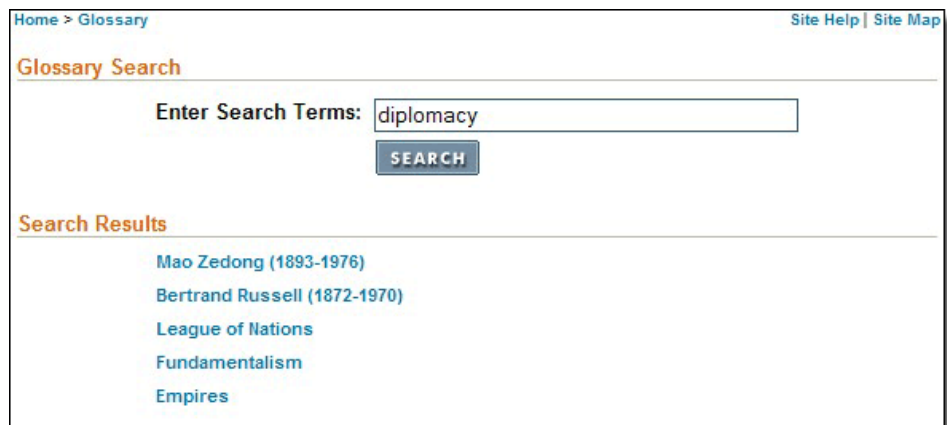 Home > Glossary Site Help | Site Map
Glossary Search
Enter Search Terms: diplomacy
SEARCH
Search Results
Mao Zedong (1893-1976)
Bertrand Russell (1872-1970)
League of Nations
Fundamentalism
Empires